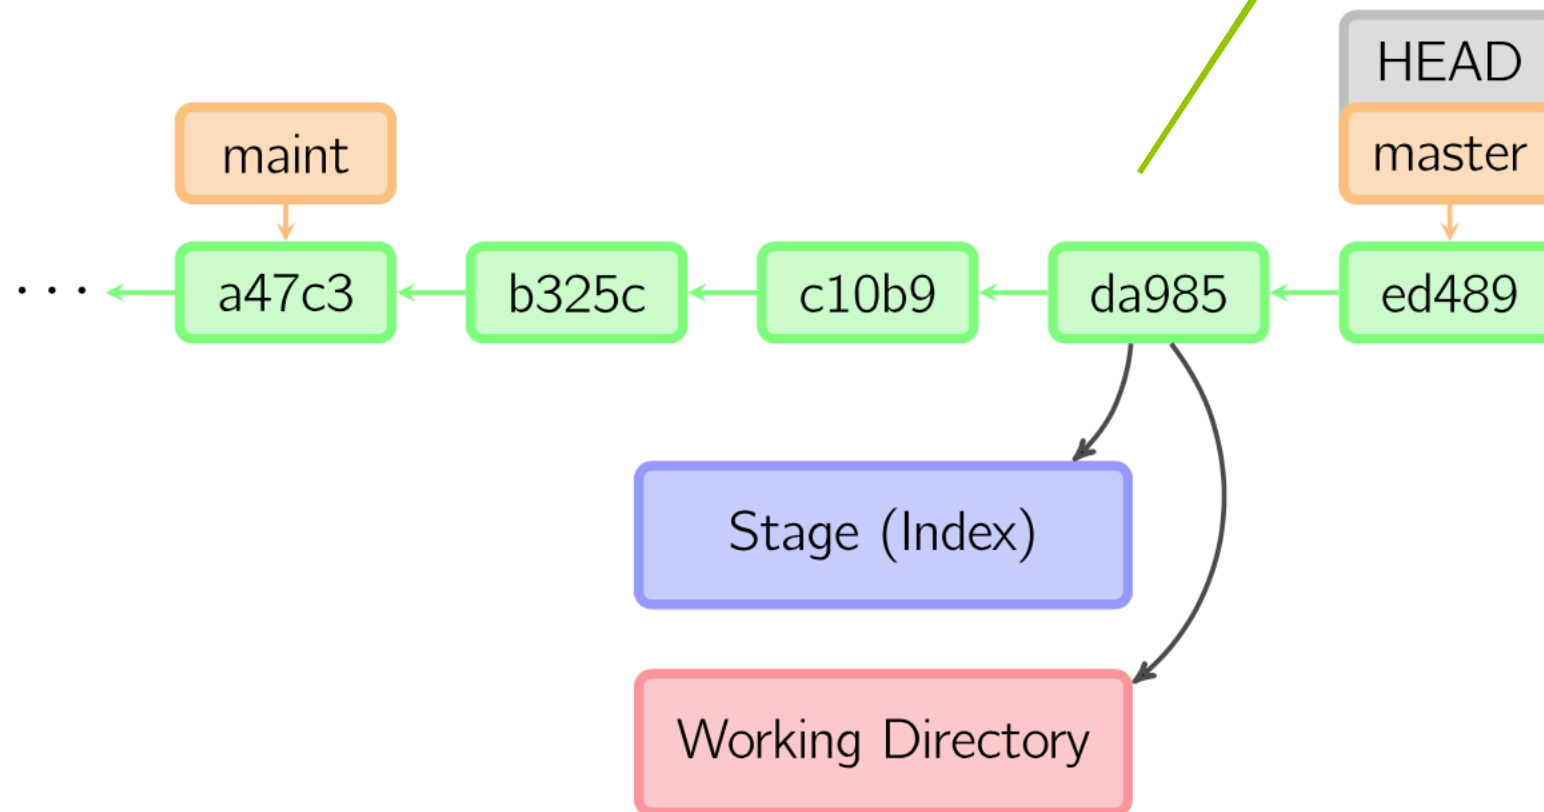 HEAD
maint
master
· · ·
a47c3
b325c
c10b9
da985
ed489
Stage (Index)
Working Directory